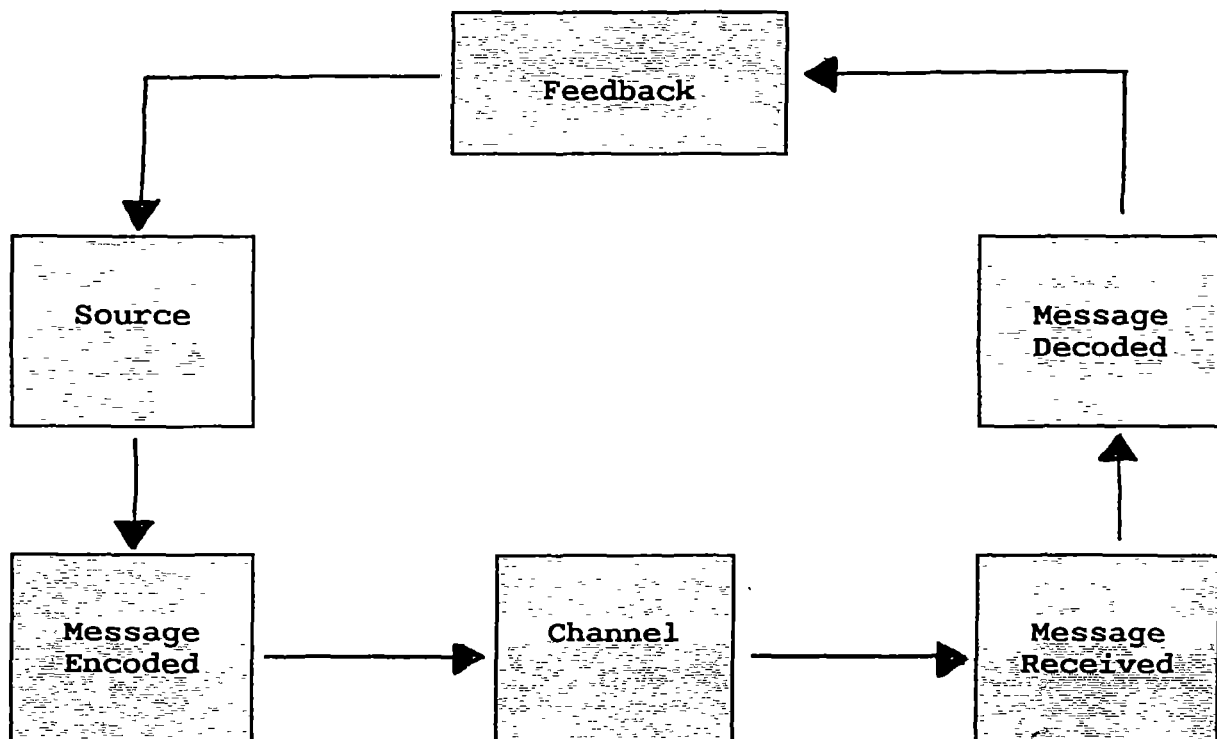 Feedback
Source
Message
Decoded
Message
Encoded
Channel
Message
Received